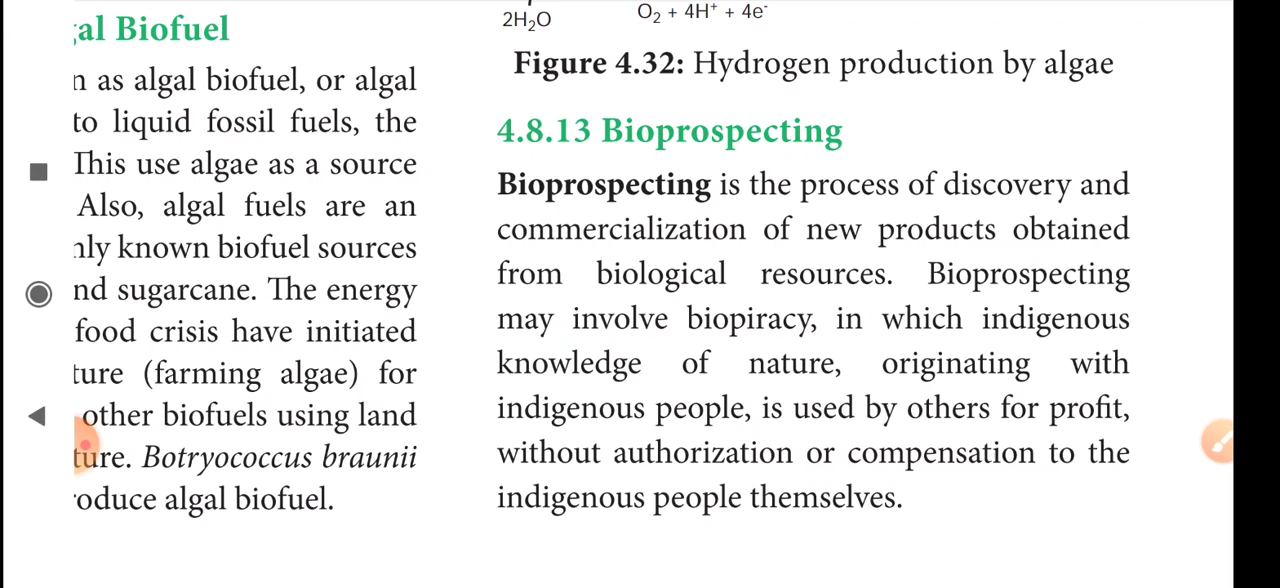 al Biofuel
as algal biofuel, or algal
to liquid fossil fuels, the
This use algae as a source
Also, algal fuels are an
known biofuel sources
sugarcane. The energy
food crisis have initiated
(farming algae) for
other biofuels using land
Botryococcus braunii
algal biofuel.
2H₂O
O₂ + 4H⁺ + 4e⁻
Figure 4.32: Hydrogen production by algae
4.8.13 Bioprospecting
Bioprospecting is the process of discovery and
commercialization of new products obtained
from biological resources. Bioprospecting
may involve biopiracy, in which indigenous
knowledge of nature, originating with
indigenous people, is used by others for profit,
without authorization or compensation to the
indigenous people themselves.